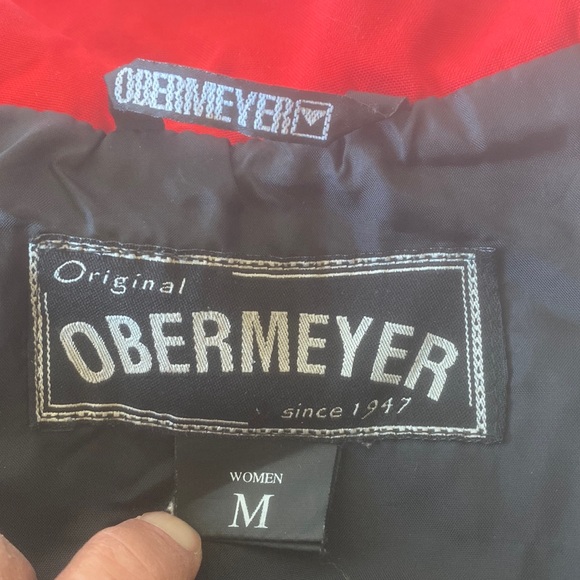 OBERMEYER
Original
OBERMEYER
since 1947
WOMEN
M